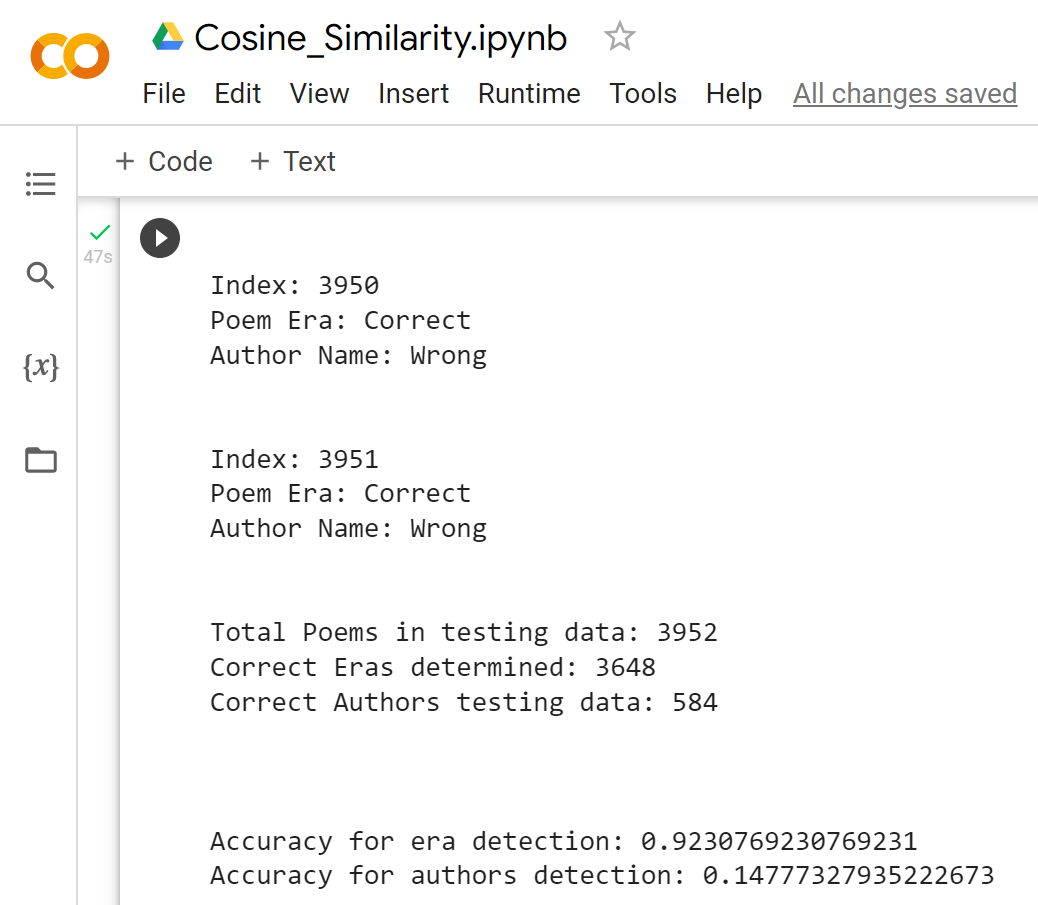 Cosine_Similarity.ipynb
File Edit View Insert Runtime Tools Help All changes saved
+ Code + Text
47s
{x}
Index: 3950
Poem Era: Correct
Author Name: Wrong
Index: 3951
Poem Era: Correct
Author Name: Wrong
Total Poems in testing data: 3952
Correct Eras determined: 3648
Correct Authors testing data: 584
Accuracy for era detection: 0.9230769230769231
Accuracy for authors detection: 0.14777327935222673